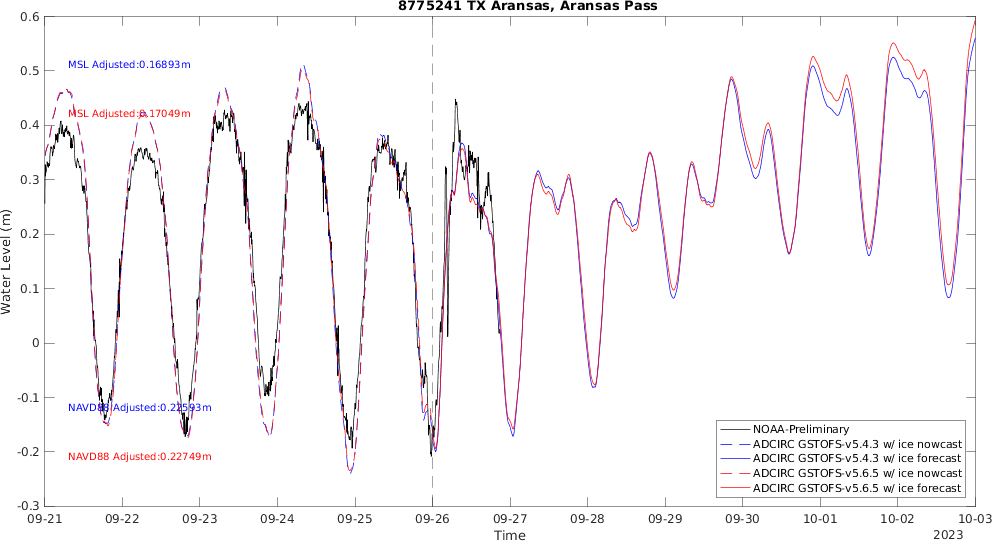 8775241 TX Aransas, Aransas Pass
0.6
0.5
0.4
0.3
0.2
0.1
0
-0.1
-0.2
-0.3
Water Level (m)
MSL Adjusted:0.16893m
MSL Adjusted:0.17049m
NAVD88 Adjusted:0.22593m
NAVD88 Adjusted:0.22749m
NOAA-Preliminary
ADCIRC GSTOFS-v5.4.3 w/ ice nowcast
ADCIRC GSTOFS-v5.4.3 w/ ice forecast
ADCIRC GSTOFS-v5.6.5 w/ ice nowcast
ADCIRC GSTOFS-v5.6.5 w/ ice forecast
09-21 09-22 09-23 09-24 09-25 09-26 09-27 09-28 09-29 09-30 10-01 10-02 10-03
Time
2023